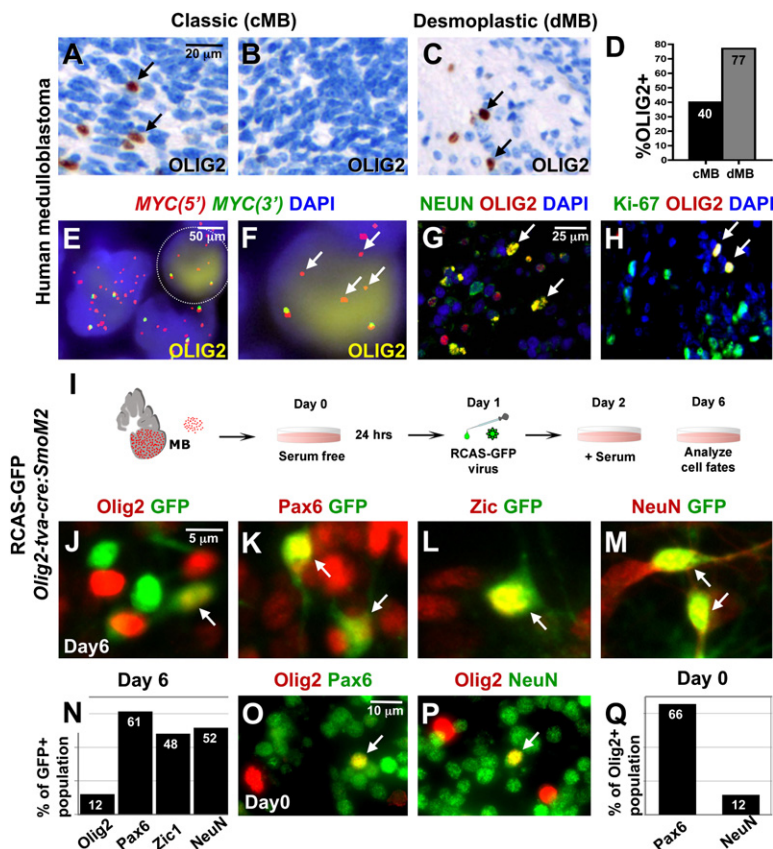 Classic (cMB)
Desmoplastic (dMB)
Human medulloblastoma
A
20 μm
OLIG2
B
OLIG2
C
OLIG2
D
%OLIG2+
80
70
60
50
40
30
20
10
0
40
77
cMB
dMB
MYC(5') MYC(3') DAPI
NEUN OLIG2 DAPI
Ki-67 OLIG2 DAPI
E
50 μm
OLIG2
F
OLIG2
G
25 μm
H
I
MB
Day 0
Serum free
24 hrs
Day 1
RCAS-GFP
virus
Day 2
+ Serum
Day 6
Analyze
cell fates
RCAS-GFP
Olig2-tva-cre:SmoM2
Olig2 GFP
Pax6 GFP
Zic GFP
NeuN GFP
J
5 μm
Day6
K
L
M
Day 6
Olig2 Pax6
Olig2 NeuN
Day 0
N
% of GFP+
population
12
61
48
52
Olig2
Pax6
Zic1
NeuN
O
10 μm
Day0
P
Q
% of Olig2+
population
66
12
Pax6
NeuN